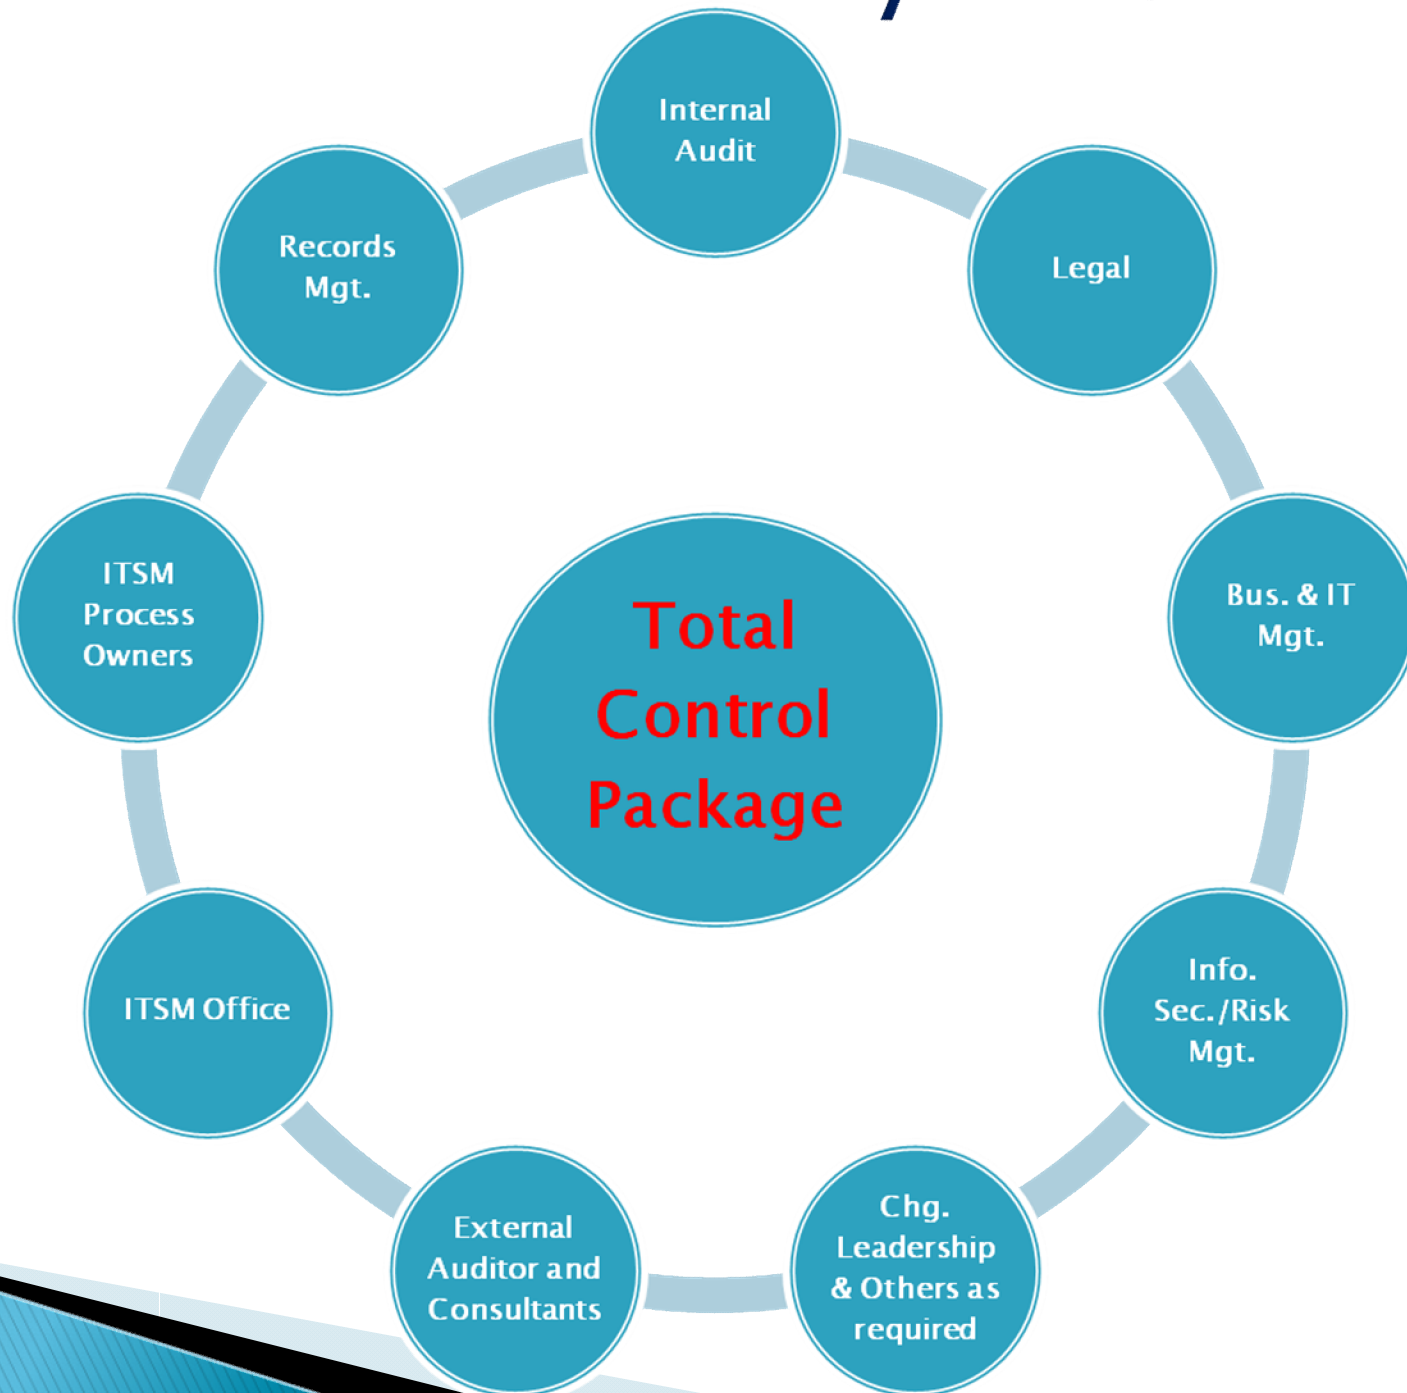 Internal
Audit
Legal
Bus. & IT
Mgt.
Info.
Sec./Risk
Mgt.
Chg.
Leadership
& Others as
required
External
Auditor and
Consultants
ITSM Office
ITSM
Process
Owners
Records
Mgt.
Total
Control
Package